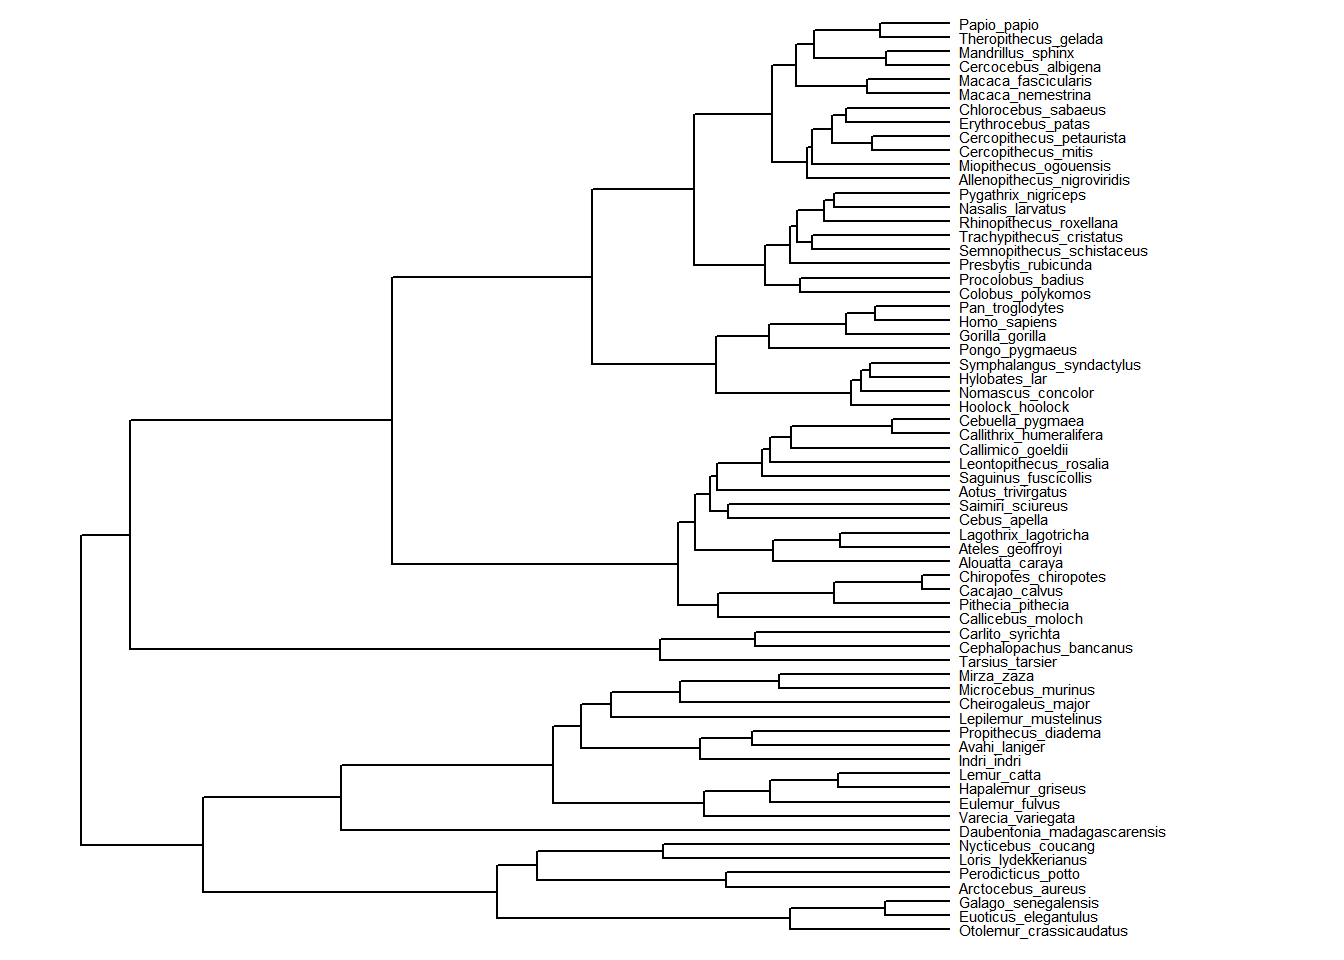 Papio_papio
Theropithecus_gelada
Mandrillus_sphinx
Cercocebus_albigena
Macaca_fascicularis
Macaca_nemestrina
Chlorocebus_sabaeus
Erythrocebus_patas
Cercopithecus_petaurista
Cercopithecus_mitis
Miopithecus_ogouensis
Allenopithecus_nigroviridis
Pygathrix_nigriceps
Nasalis_larvatus
Rhinopithecus_roxellana
Trachypithecus_cristatus
Semnopithecus_schistaceus
Presbytis_rubicunda
Procolobus_badius
Colobus_polykomos
Pan_troglodytes
Homo_sapiens
Gorilla_gorilla
Pongo_pygmaeus
Symphalangus_syndactylus
Hylobates_lar
Nomascus_concolor
Hoolock_hoolock
Cebuella_pygmaea
Callithrix_humeralifera
Callimico_goeldii
Leontopithecus_rosalia
Saguinus_fuscicollis
Aotus_trivirgatus
Saimiri_sciureus
Cebus_apella
Lagothrix_lagotricha
Ateles_geoffroyi
Alouatta_caraya
Chiropotes_chiropotes
Cacajao_calvus
Pithecia_pithecia
Callicebus_moloch
Carlito_syrichta
Cephalopachus_bancanus
Tarsius_tarsier
Mirza_zaza
Microcebus_murinus
Cheirogaleus_major
Lepilemur_mustelinus
Propithecus_diadema
Avahi_laniger
Indri_indri
Lemur_catta
Hapalemur_griseus
Eulemur_fulvus
Varecia_variegata
Daubentonia_madagascarensis
Nycticebus_coucang
Loris_lydekkerianus
Perodicticus_potto
Arctocebus_aureus
Galago_senegalensis
Euoticus_elegantulus
Otolemur_crassicaudatus